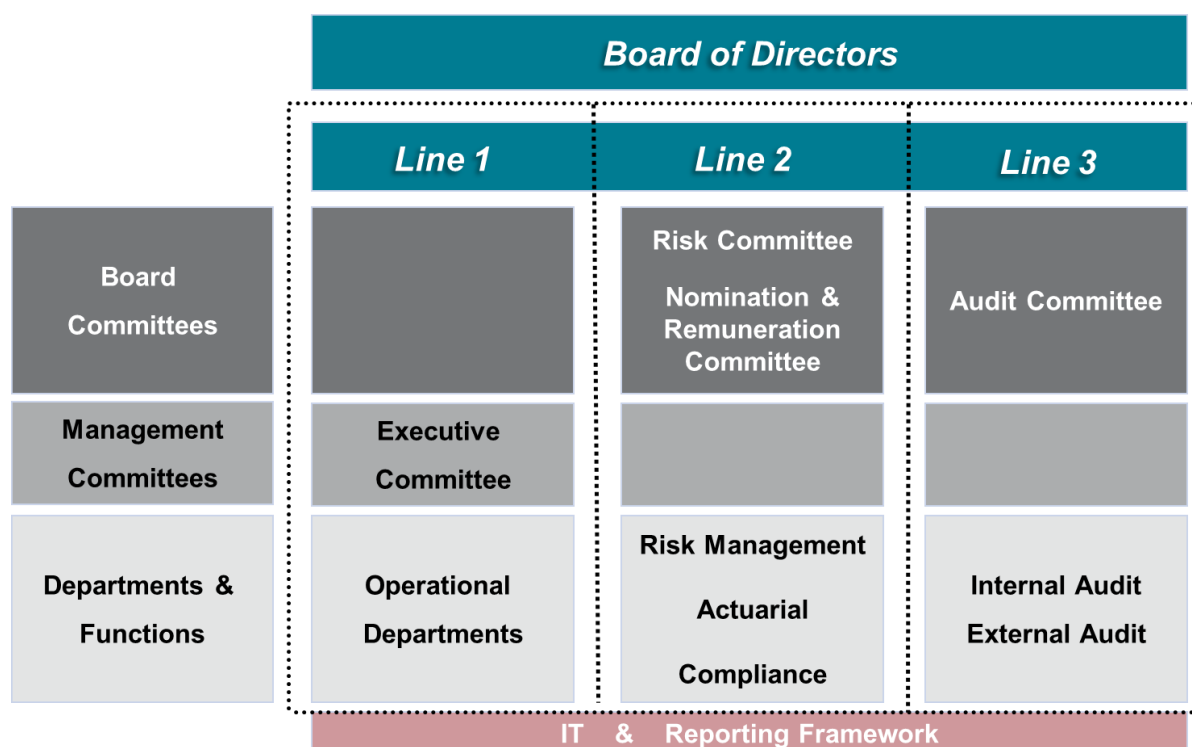 Board of Directors
Line 1
Line 2
Line 3
Board
Committees
Risk Committee
Nomination &
Remuneration
Committee
Audit Committee
Management
Committees
Executive
Committee
Departments &
Functions
Operational
Departments
Risk Management
Actuarial
Compliance
Internal Audit
External Audit
IT & Reporting Framework